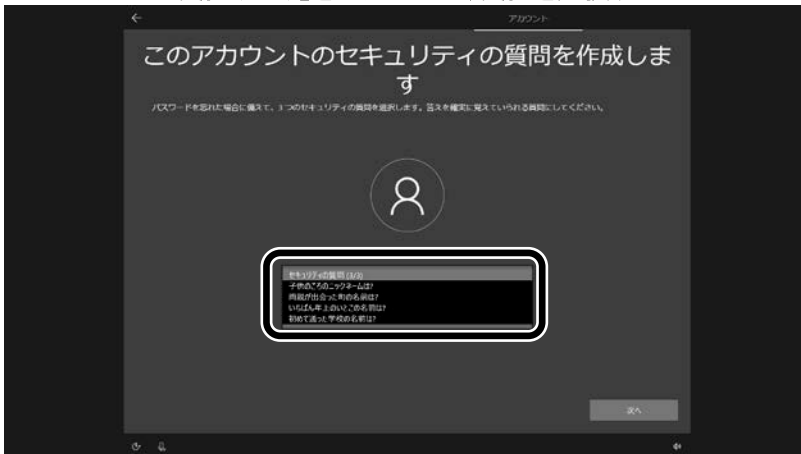 アカウント
このアカウントのセキュリティの質問を作成しま
す
パスワードを忘れた場合に備えて、3 つのセキュリティの質問を選択します。答えを確実に覚えていられる質問にしてください。
セキュリティの質問 (3/3)
子供のころのニックネームは?
両親が出会った町の名前は?
いちばん年上のいとこの名前は?
初めて通った学校の名前は?
次へ